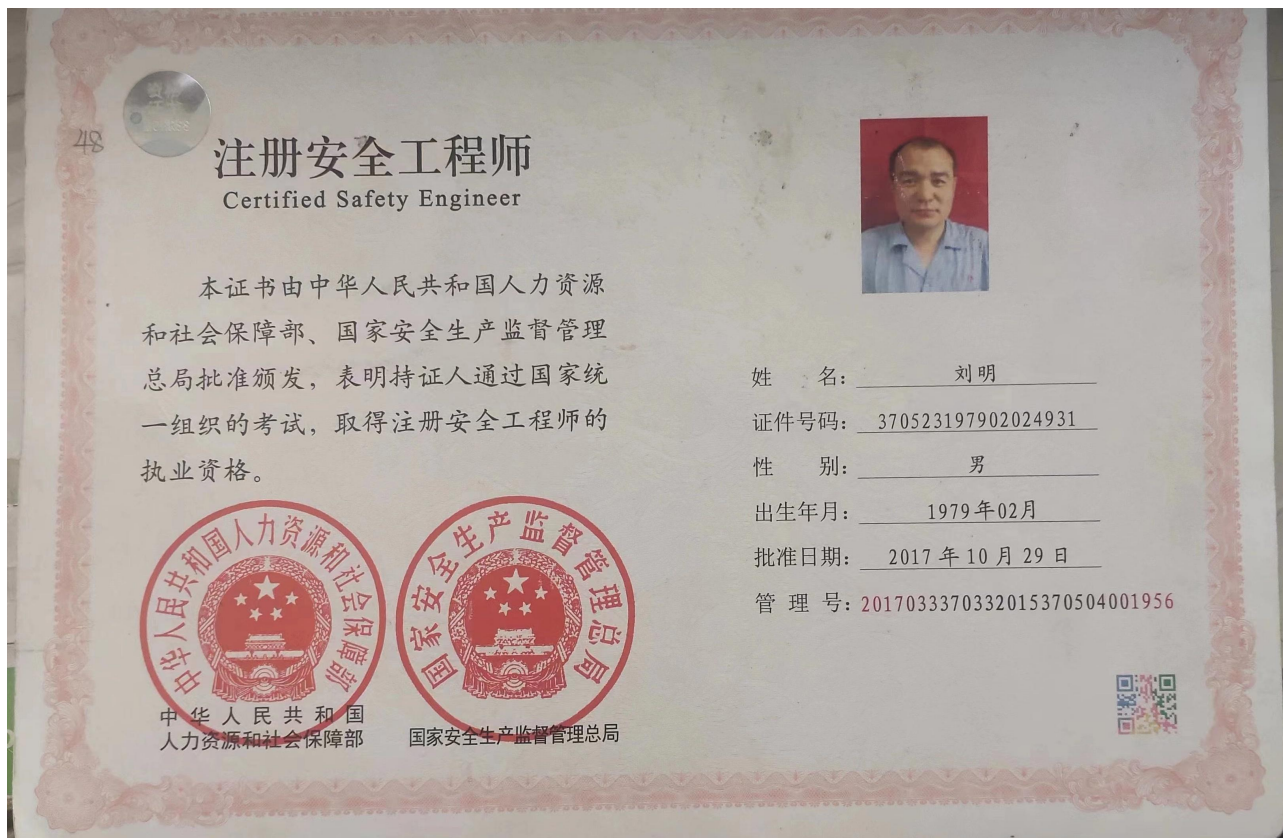 48
注册安全工程师
Certified Safety Engineer
本证书由中华人民共和国人力资源
和社会保障部、国家安全生产监督管理
总局批准颁发，表明持证人通过国家统
一组织的考试，取得注册安全工程师的
执业资格。
中华人民共和国人力资源和社会保障部
国家安全生产监督管理总局
中华人民共和国
人力资源和社会保障部
国家安全生产监督管理总局
姓 名：刘明
证件号码：370523197902024931
性 别：男
出生年月：1979年02月
批准日期：2017年10月29日
管 理 号：2017033370332015370504001956